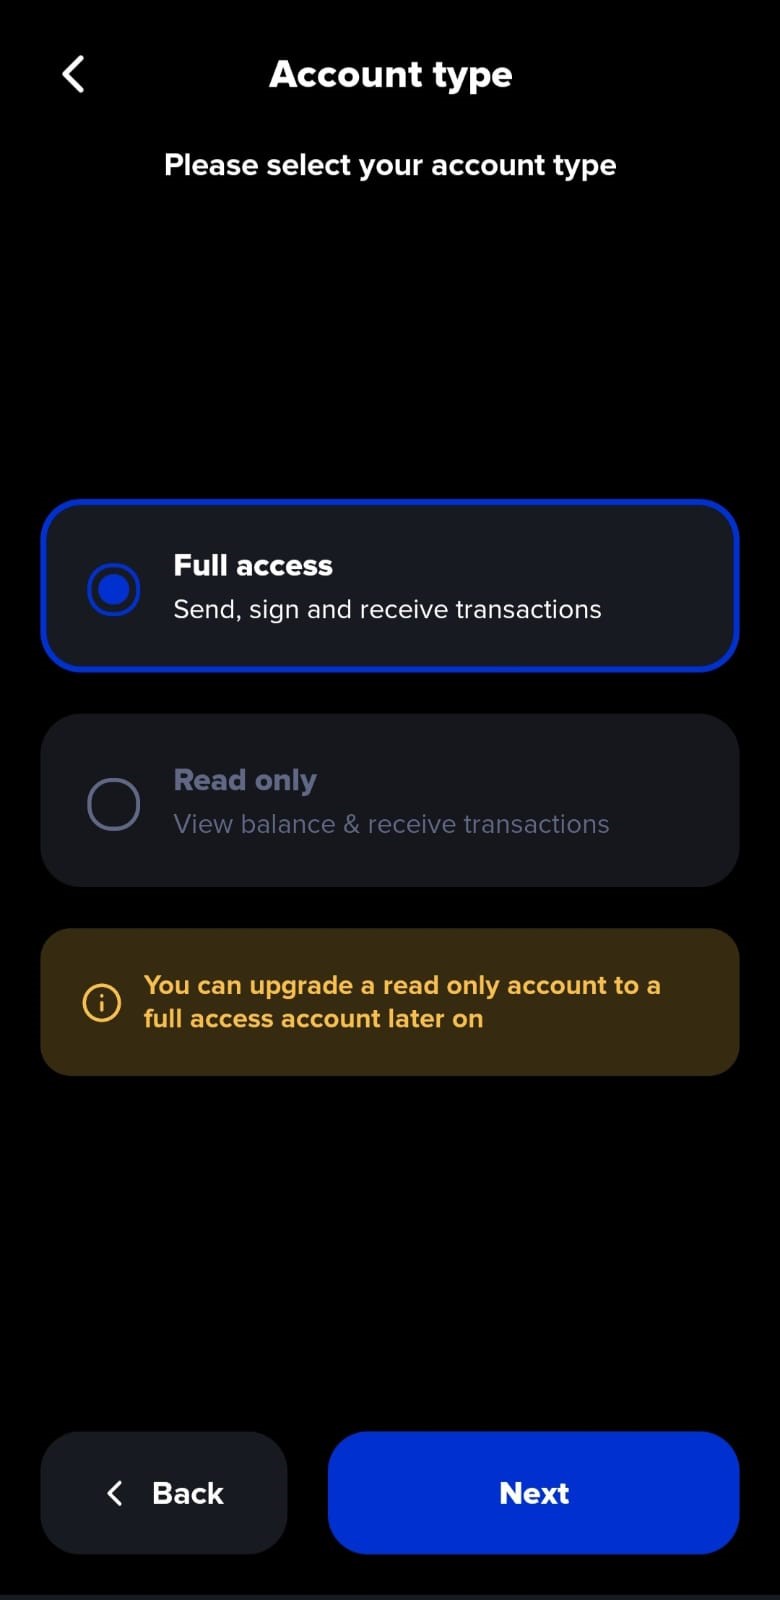 Account type
Please select your account type
Full access
Send, sign and receive transactions
Read only
View balance & receive transactions
You can upgrade a read only account to a
full access account later on
Back
Next